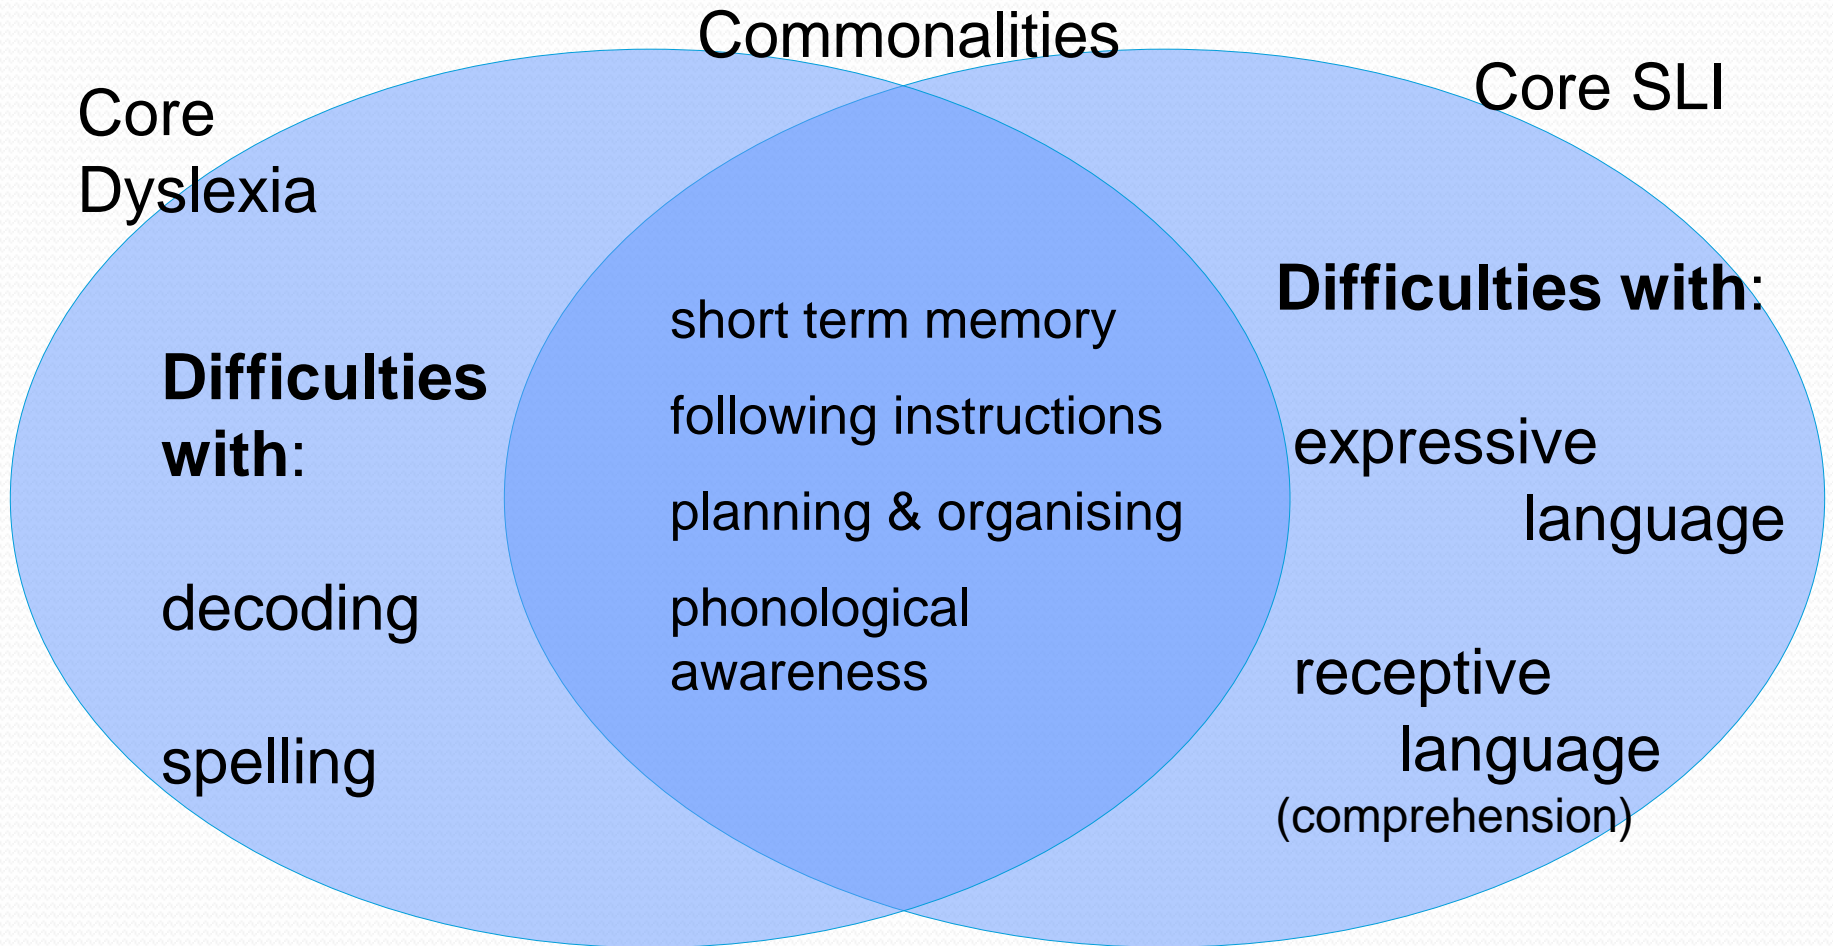 Commonalities
Core
Dyslexia
Difficulties
with:
decoding
spelling
short term memory
following instructions
planning & organising
phonological
awareness
Core SLI
Difficulties with:
expressive
language
receptive
language
(comprehension)